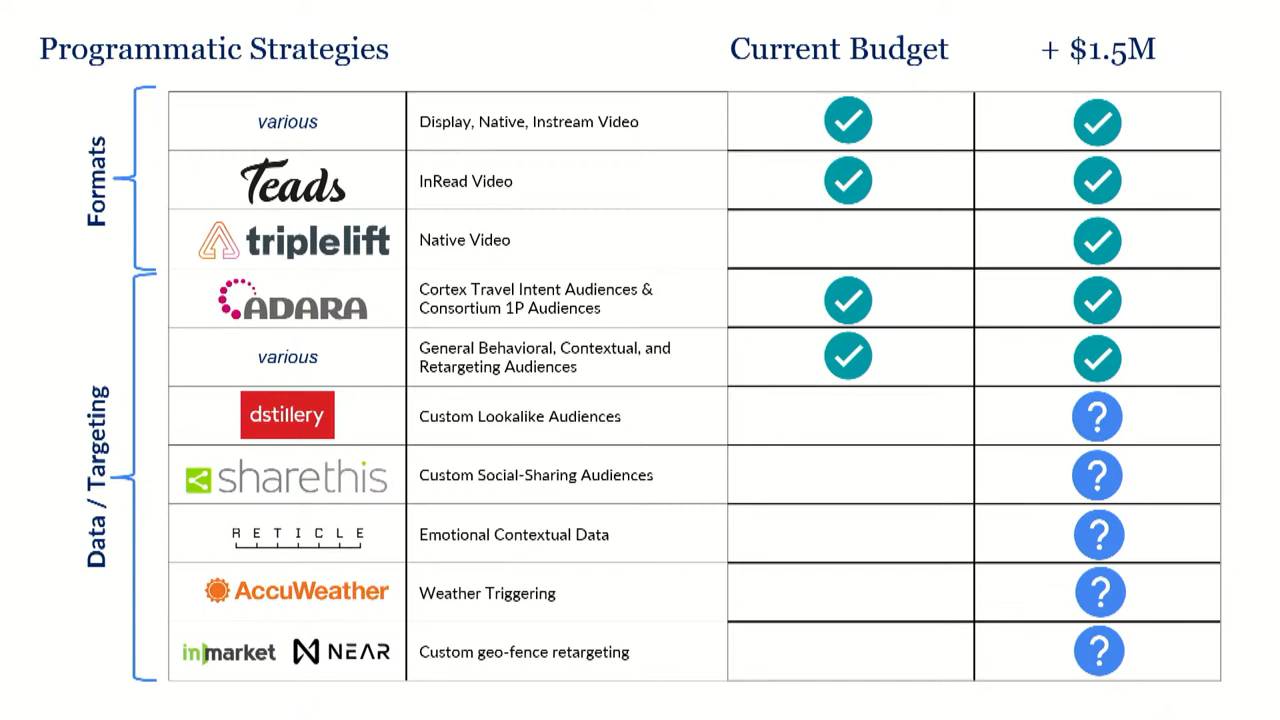 Programmatic Strategies Current Budget + $1.5M
Formats
various Display, Native, Instream Video
Teads InRead Video
triplelift Native Video
Data / Targeting
ADARA Cortex Travel Intent Audiences &
Consortium 1P Audiences
various General Behavioral, Contextual, and
Retargeting Audiences
dstillery Custom Lookalike Audiences
?
sharethis Custom Social-Sharing Audiences
?
RETICLE Emotional Contextual Data
?
AccuWeather Weather Triggering
?
inmarket NEAR Custom geo-fence retargeting
?